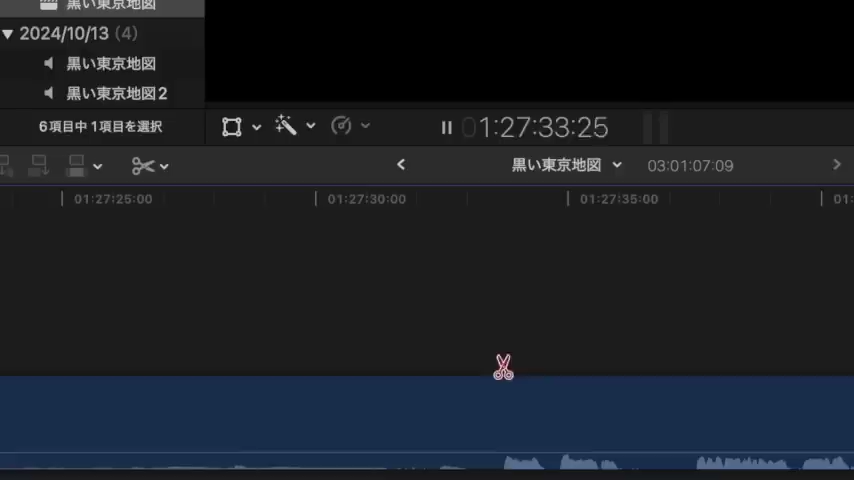 黒い東京地図
2024/10/13 (4)
黒い東京地図
黒い東京地図2
6項目中 1項目を選択
01:27:33:25
黒い東京地図
03:01:07:09
01:27:25:00
01:27:30:00
01:27:35:00
01: